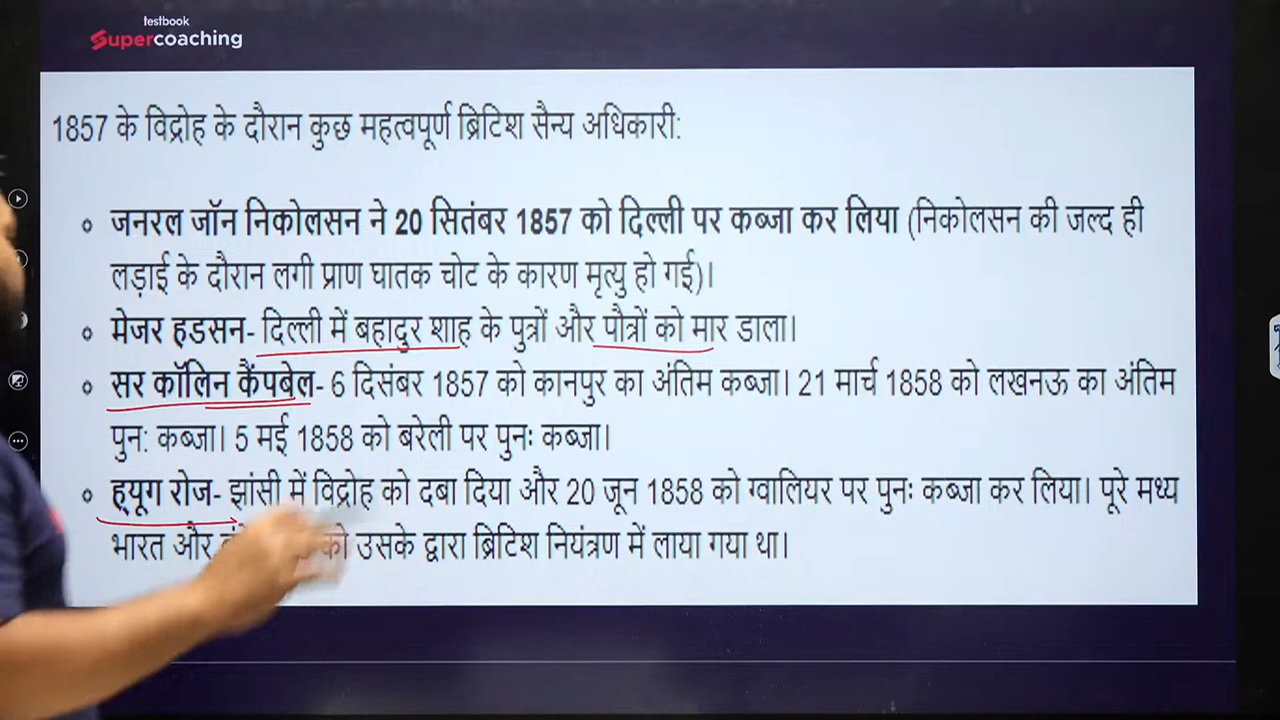 testbook
Supercoaching
1857 के विद्रोह के दौरान कुछ महत्वपूर्ण ब्रिटिश सैन्य अधिकारी:
जनरल जॉन निकोलसन ने 20 सितंबर 1857 को दिल्ली पर कब्जा कर लिया (निकोलसन की जल्द ही
लड़ाई के दौरान लगी प्राण घातक चोट के कारण मृत्यु हो गई)।
मेजर हडसन- दिल्ली में बहादुर शाह के पुत्रों और पौत्रों को मार डाला।
सर कॉलिन कैंपबेल- 6 दिसंबर 1857 को कानपुर का अंतिम कब्जा। 21 मार्च 1858 को लखनऊ का अंतिम
पुन: कब्जा। 5 मई 1858 को बरेली पर पुनः कब्जा।
ह्यूग रोज- झांसी में विद्रोह को दबा दिया और 20 जून 1858 को ग्वालियर पर पुनः कब्जा कर लिया। पूरे मध्य
भारत और को उसके द्वारा ब्रिटिश नियंत्रण में लाया गया था।